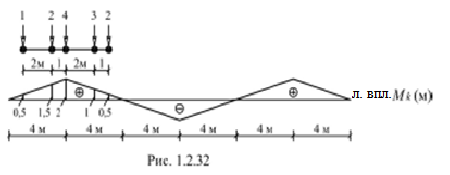 1 2 4 3 2
2м 1 2м 1
л. впл. Mk (м)
0,5 1,5 2 1 0,5
4 м 4 м 4 м 4 м 4 м 4 м
Рис. 1.2.32